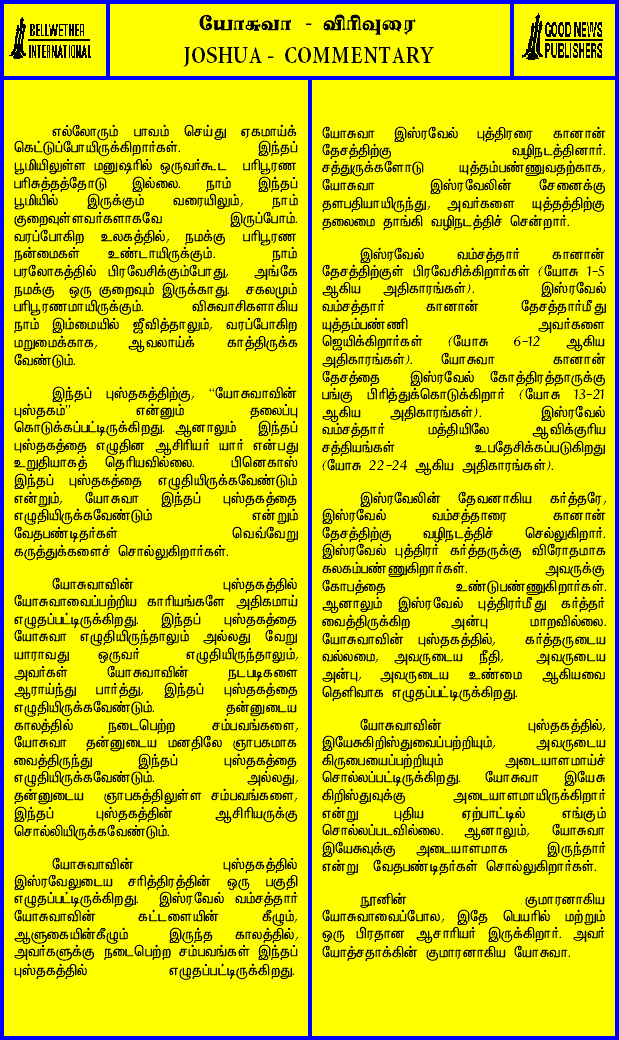 BELLWETHER
INTERNATIONAL
யோசுவா - விரிவுரை
JOSHUA - COMMENTARY
GOOD NEWS
PUBLISHERS
எல்லோரும் பாவம் செய்து ஏகமாய்க்
கெட்டுப்போயிருக்கிறார்கள். இந்தப்
பூமியிலுள்ள மனுஷரில் ஒருவர்கூட பரிபூரண
பரிசுத்தத்தோடு இல்லை. நாம் இந்தப்
பூமியில் இருக்கும் வரையிலும், நாம்
குறைவுள்ளவர்களாகவே இருப்போம்.
வரப்போகிற உலகத்தில், நமக்கு பரிபூரண
நன்மைகள் உண்டாயிருக்கும். நாம்
பரலோகத்தில் பிரவேசிக்கும்போது, அங்கே
நமக்கு ஒரு குறைவும் இருக்காது. சகலமும்
பரிபூரணமாயிருக்கும். விசுவாசிகளாகிய
நாம் இம்மையில் ஜீவித்தாலும், வரப்போகிற
மறுமைக்காக, ஆவலாய்க் காத்திருக்க
வேண்டும்.
இந்தப் புஸ்தகத்திற்கு, "யோசுவாவின்
புஸ்தகம்" என்னும் தலைப்பு
கொடுக்கப்பட்டிருக்கிறது. ஆனாலும் இந்தப்
புஸ்தகத்தை எழுதின ஆசிரியர் யார் என்பது
உறுதியாகத் தெரியவில்லை. பினெகாஸ்
இந்தப் புஸ்தகத்தை எழுதியிருக்கவேண்டும்
என்றும், யோசுவா இந்தப் புஸ்தகத்தை
எழுதியிருக்கவேண்டும் என்றும்
வேதபண்டிதர்கள் வெவ்வேறு
கருத்துக்களைச் சொல்லுகிறார்கள்.
யோசுவாவின் புஸ்தகத்தில்
யோசுவாவைப்பற்றிய காரியங்களே அதிகமாய்
எழுதப்பட்டிருக்கிறது. இந்தப் புஸ்தகத்தை
யோசுவா எழுதியிருந்தாலும் அல்லது வேறு
யாராவது ஒருவர் எழுதியிருந்தாலும்,
அவர்கள் யோசுவாவின் நடபடிகளை
ஆராய்ந்து பார்த்து, இந்தப் புஸ்தகத்தை
எழுதியிருக்கவேண்டும். தன்னுடைய
காலத்தில் நடைபெற்ற சம்பவங்களை,
யோசுவா தன்னுடைய மனதிலே ஞாபகமாக
வைத்திருந்து இந்தப் புஸ்தகத்தை
எழுதியிருக்கவேண்டும். அல்லது,
தன்னுடைய ஞாபகத்திலுள்ள சம்பவங்களை,
இந்தப் புஸ்தகத்தின் ஆசிரியருக்கு
சொல்லியிருக்கவேண்டும்.
யோசுவாவின் புஸ்தகத்தில்
இஸ்ரவேலுடைய சரித்திரத்தின் ஒரு பகுதி
எழுதப்பட்டிருக்கிறது. இஸ்ரவேல் வம்சத்தார்
யோசுவாவின் கட்டளையின் கீழும்,
ஆளுகையின்கீழும் இருந்த காலத்தில்,
அவர்களுக்கு நடைபெற்ற சம்பவங்கள் இந்தப்
புஸ்தகத்தில் எழுதப்பட்டிருக்கிறது.
யோசுவா இஸ்ரவேல் புத்திரரை கானான்
தேசத்திற்கு வழிநடத்தினார்.
சத்துருக்களோடு யுத்தம்பண்ணுவதற்காக,
யோசுவா இஸ்ரவேலின் சேனைக்கு
தளபதியாயிருந்து, அவர்களை யுத்தத்திற்கு
தலைமை தாங்கி வழிநடத்திச் சென்றார்.
இஸ்ரவேல் வம்சத்தார் கானான்
தேசத்திற்குள் பிரவேசிக்கிறார்கள் (யோசு 1-5
ஆகிய அதிகாரங்கள்). இஸ்ரவேல்
வம்சத்தார் கானான் தேசத்தார்மீது
யுத்தம்பண்ணி அவர்களை
ஜெயிக்கிறார்கள் (யோசு 6-12 ஆகிய
அதிகாரங்கள்). யோசுவா கானான்
தேசத்தை இஸ்ரவேல் கோத்திரத்தாருக்கு
பங்கு பிரித்துக்கொடுக்கிறார் (யோசு 13-21
ஆகிய அதிகாரங்கள்). இஸ்ரவேல்
வம்சத்தார் மத்தியிலே ஆவிக்குரிய
சத்தியங்கள் உபதேசிக்கப்படுகிறது
(யோசு 22-24 ஆகிய அதிகாரங்கள்).
இஸ்ரவேலின் தேவனாகிய கர்த்தரே,
இஸ்ரவேல் வம்சத்தாரை கானான்
தேசத்திற்கு வழிநடத்திச் செல்லுகிறார்.
இஸ்ரவேல் புத்திரர் கர்த்தருக்கு விரோதமாக
கலகம்பண்ணுகிறார்கள். அவருக்கு
கோபத்தை உண்டுபண்ணுகிறார்கள்.
ஆனாலும் இஸ்ரவேல் புத்திரர்மீது கர்த்தர்
வைத்திருக்கிற அன்பு மாறவில்லை.
யோசுவாவின் புஸ்தகத்தில், கர்த்தருடைய
வல்லமை, அவருடைய நீதி, அவருடைய
அன்பு, அவருடைய உண்மை ஆகியவை
தெளிவாக எழுதப்பட்டிருக்கிறது.
யோசுவாவின் புஸ்தகத்தில்,
இயேசுகிறிஸ்துவைப்பற்றியும், அவருடைய
கிருபையைப்பற்றியும் அடையாளமாய்ச்
சொல்லப்பட்டிருக்கிறது. யோசுவா இயேசு
கிறிஸ்துவுக்கு அடையாளமாயிருக்கிறார்
என்று புதிய ஏற்பாட்டில் எங்கும்
சொல்லப்படவில்லை. ஆனாலும், யோசுவா
இயேசுவுக்கு அடையாளமாக இருந்தார்
என்று வேதபண்டிதர்கள் சொல்லுகிறார்கள்.
நூனின் குமாரனாகிய
யோசுவாவைப்போல, இதே பெயரில் மற்றும்
ஒரு பிரதான ஆசாரியர் இருக்கிறார். அவர்
யோத்சதாக்கின் குமாரனாகிய யோசுவா.